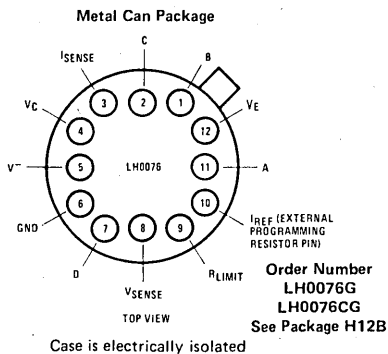 Metal Can Package
C
ISENSE
B
3
2
1
VC
VE
4
12
V−
5
LH0076
11
A
GND
6
10
IREF (EXTERNAL
PROGRAMMING
RESISTOR PIN)
7
8
9
D
RLIMIT
VSENSE
TOP VIEW
Case is electrically isolated
Order Number
LH0076G
LH0076CG
See Package H12B